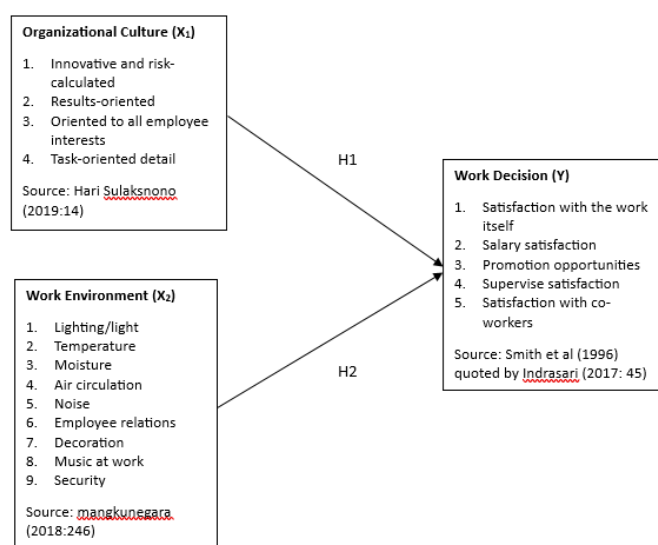 Organizational Culture (X₁)
1. Innovative and risk-
calculated
2. Results-oriented
3. Oriented to all employee
interests
4. Task-oriented detail
Source: Hari Sulaksnono
(2019:14)
H1
Work Environment (X₂)
1. Lighting/light
2. Temperature
3. Moisture
4. Air circulation
5. Noise
6. Employee relations
7. Decoration
8. Music at work
9. Security
Source: mangkunegara
(2018:246)
H2
Work Decision (Y)
1. Satisfaction with the work
itself
2. Salary satisfaction
3. Promotion opportunities
4. Supervise satisfaction
5. Satisfaction with co-
workers
Source: Smith et al (1996)
quoted by Indrasari (2017: 45)